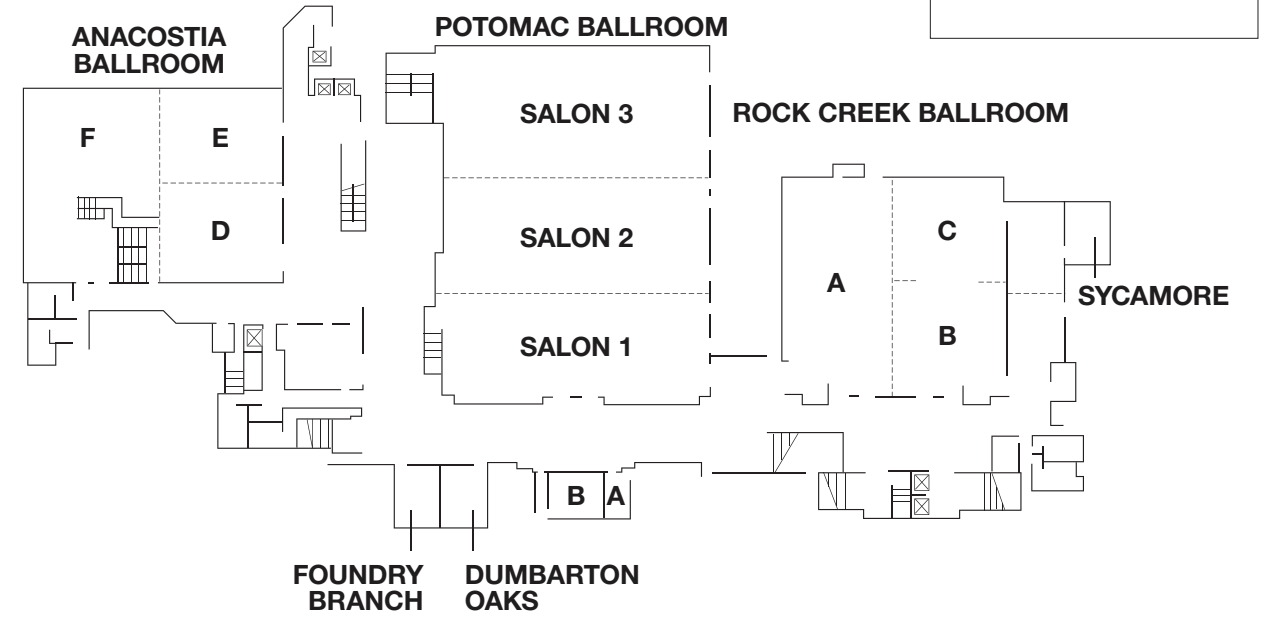 POTOMAC BALLROOM
ANACOSTIA
BALLROOM
SALON 3
ROCK CREEK BALLROOM
F
E
D
SALON 2
C
A
SYCAMORE
SALON 1
B
B
A
FOUNDRY
BRANCH
DUMBARTON
OAKS